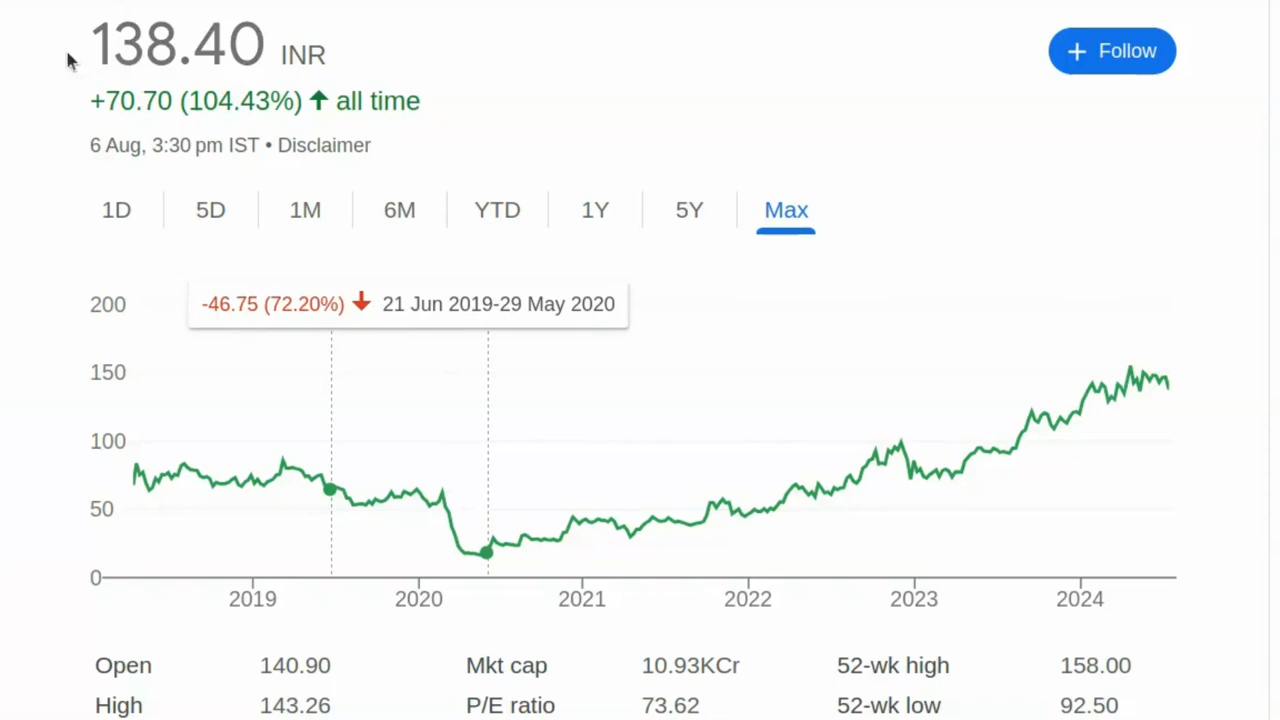 138.40 INR
+ Follow
+70.70 (104.43%) ↑ all time
6 Aug, 3:30 pm IST • Disclaimer
1D 5D 1M 6M YTD 1Y 5Y Max
-46.75 (72.20%) ↓ 21 Jun 2019-29 May 2020
200
150
100
50
0
2019 2020 2021 2022 2023 2024
Open 140.90 Mkt cap 10.93KCr 52-wk high 158.00
High 143.26 P/E ratio 73.62 52-wk low 92.50